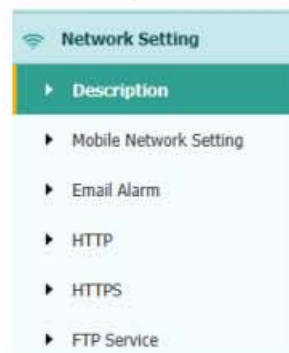 Network Setting
Description
Mobile Network Setting
Email Alarm
HTTP
HTTPS
FTP Service